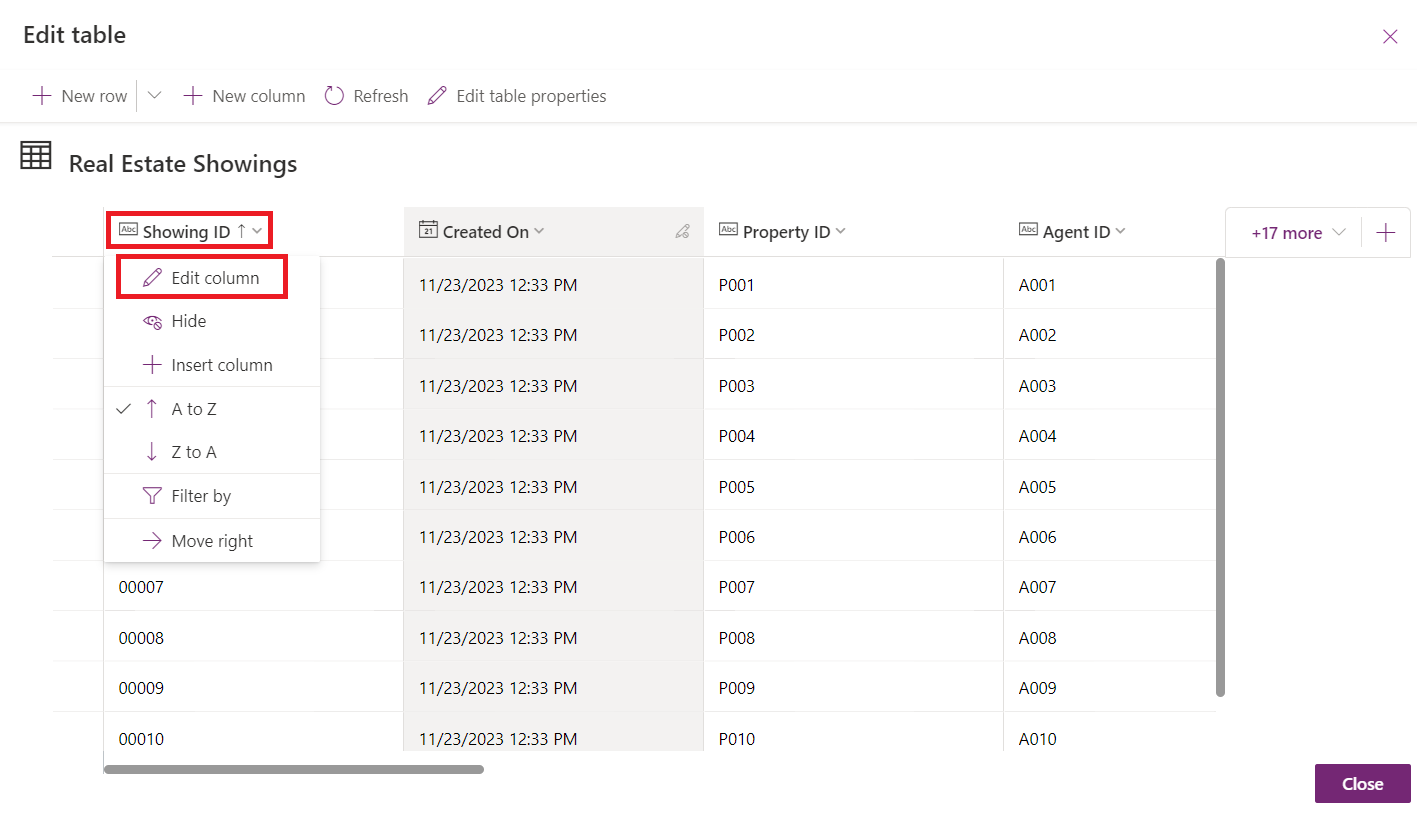 Edit table
New row New column Refresh Edit table properties
Real Estate Showings
Abc Showing ID 21 Created On Abc Property ID Abc Agent ID +17 more
Edit column 11/23/2023 12:33 PM P001 A001
Hide 11/23/2023 12:33 PM P002 A002
Insert column 11/23/2023 12:33 PM P003 A003
A to Z 11/23/2023 12:33 PM P004 A004
Z to A
Filter by 11/23/2023 12:33 PM P005 A005
Move right 11/23/2023 12:33 PM P006 A006
00007 11/23/2023 12:33 PM P007 A007
00008 11/23/2023 12:33 PM P008 A008
00009 11/23/2023 12:33 PM P009 A009
00010 11/23/2023 12:33 PM P010 A010
Close